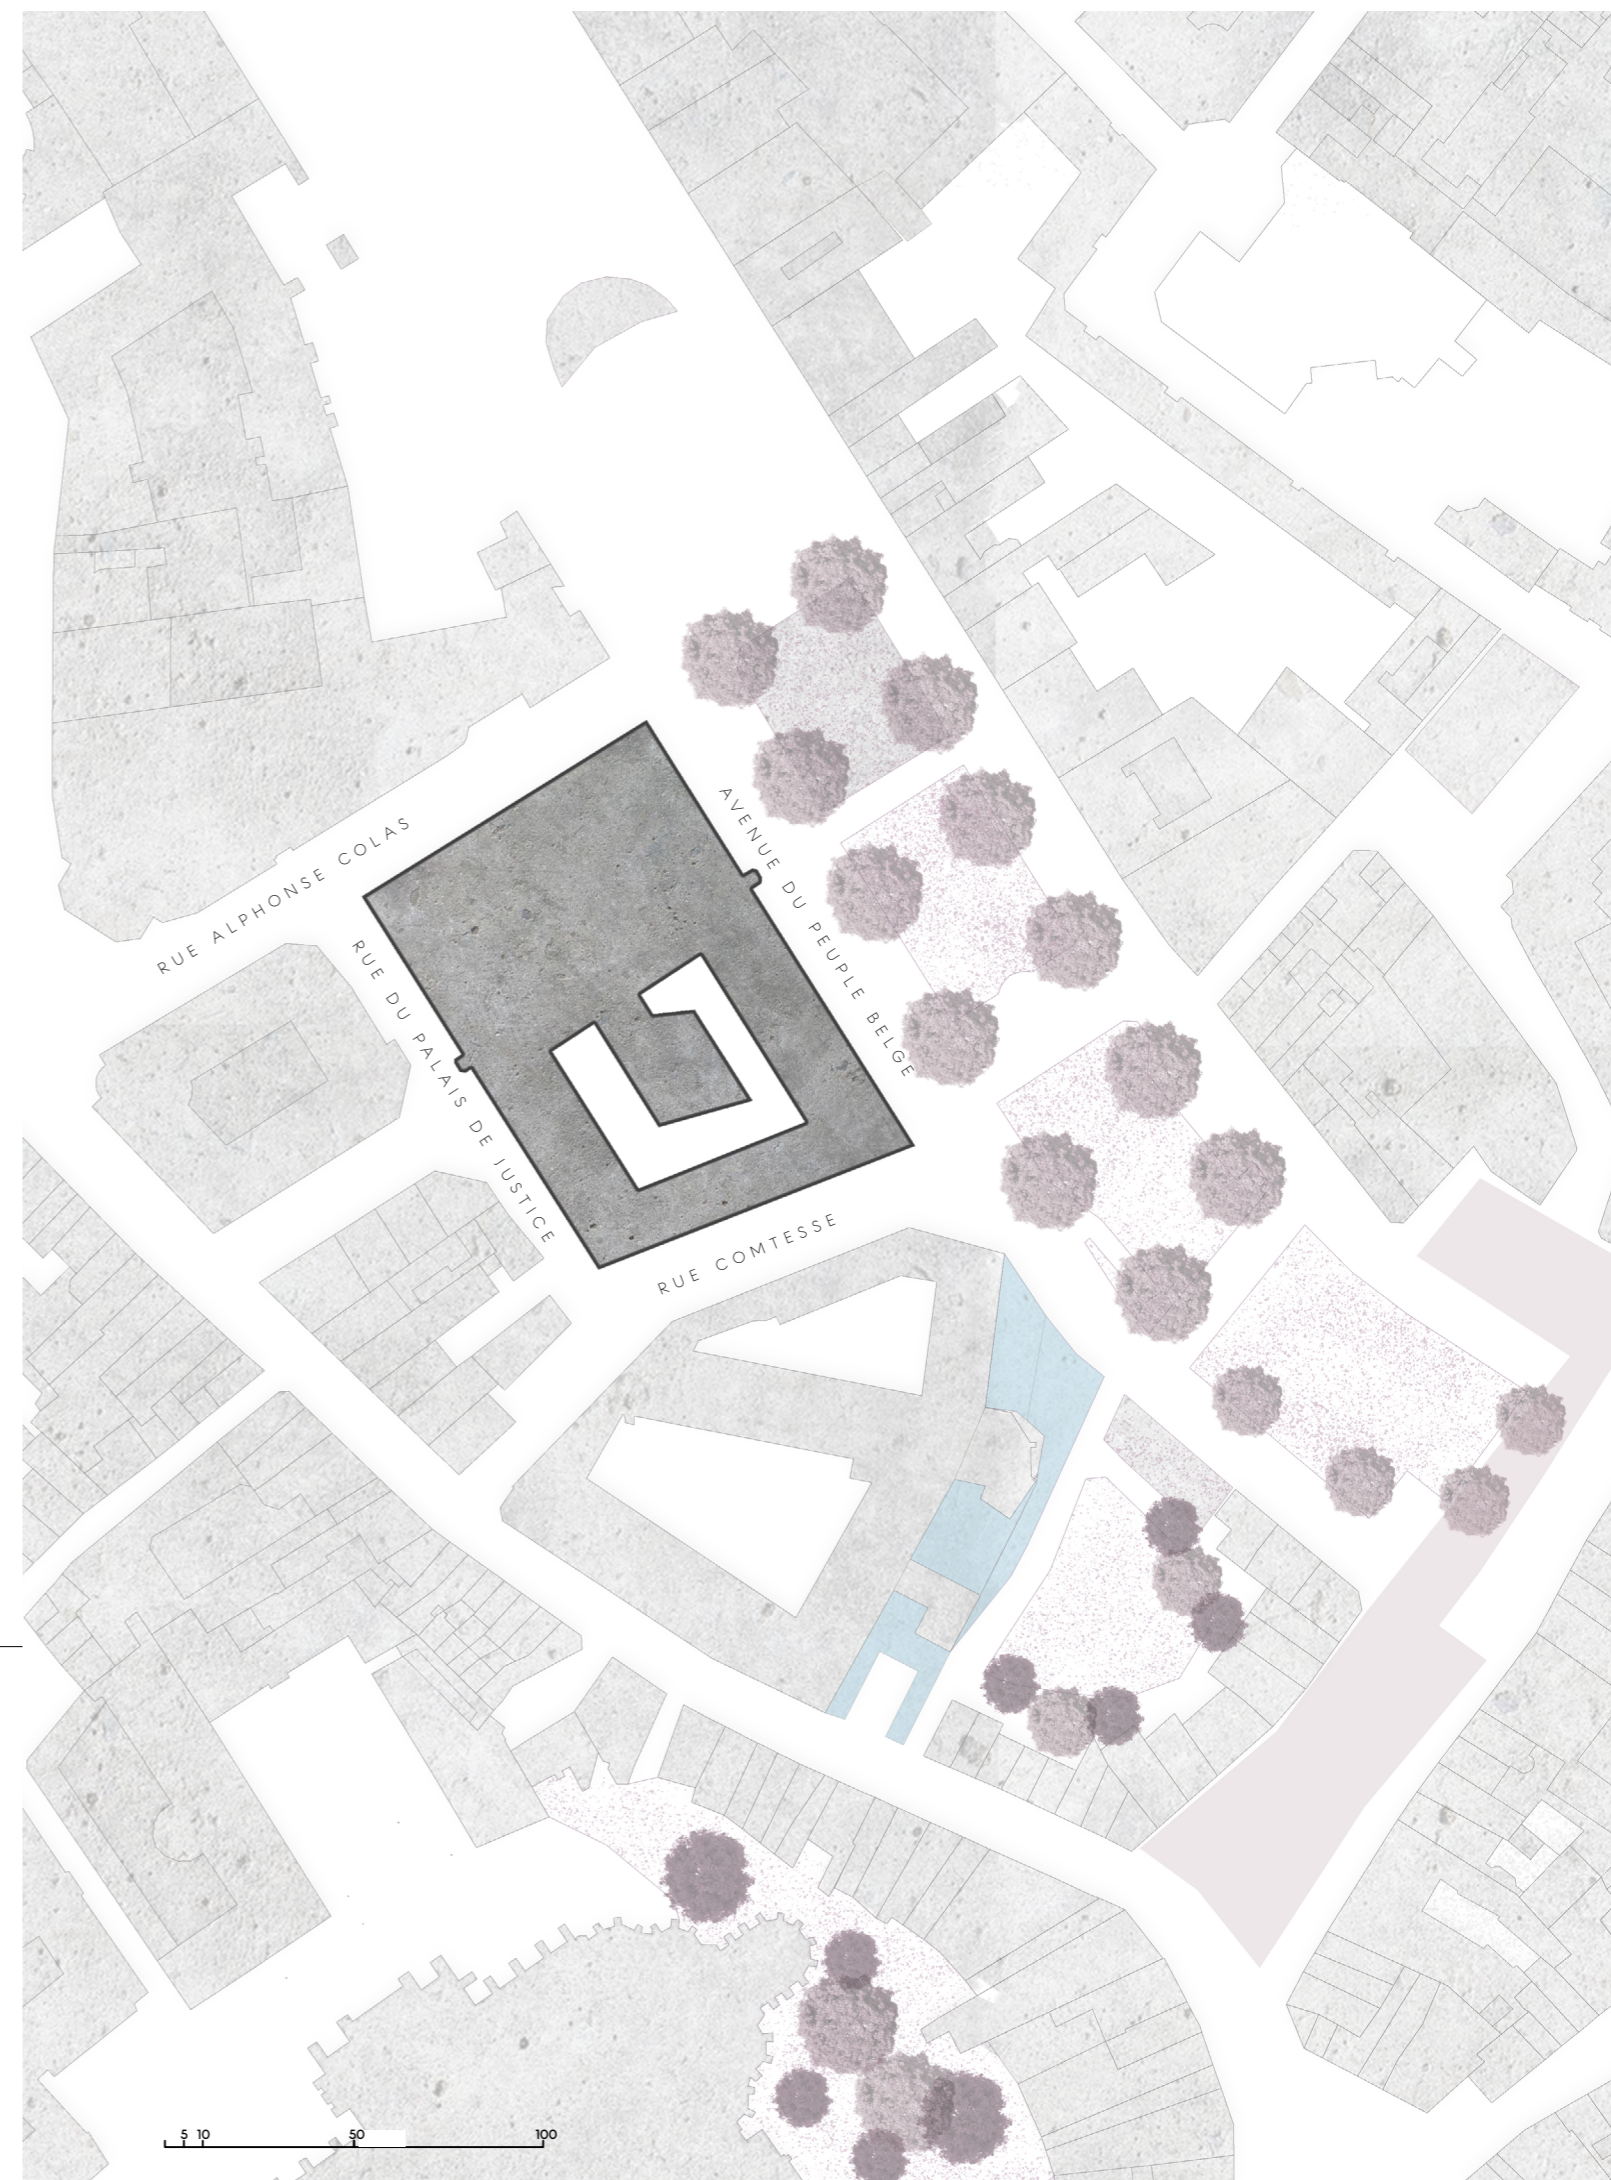 RUE ALPHONSE COLAS
AVENUE DU PEUPLE BELGE
RUE DU PALAIS DE JUSTICE
RUE COMTESSE
5 10 50 100